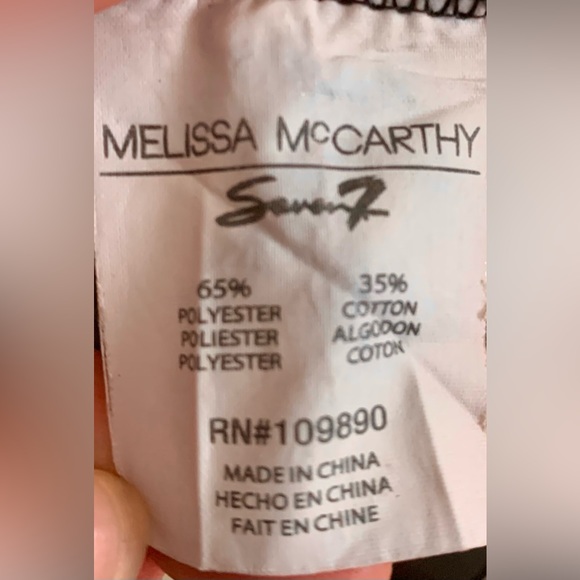 MELISSA McCARTHY
Seven7
65% 35%
POLYESTER COTTON
POLIESTER ALGODON
POLYESTER COTON
RN#109890
MADE IN CHINA
HECHO EN CHINA
FAIT EN CHINE